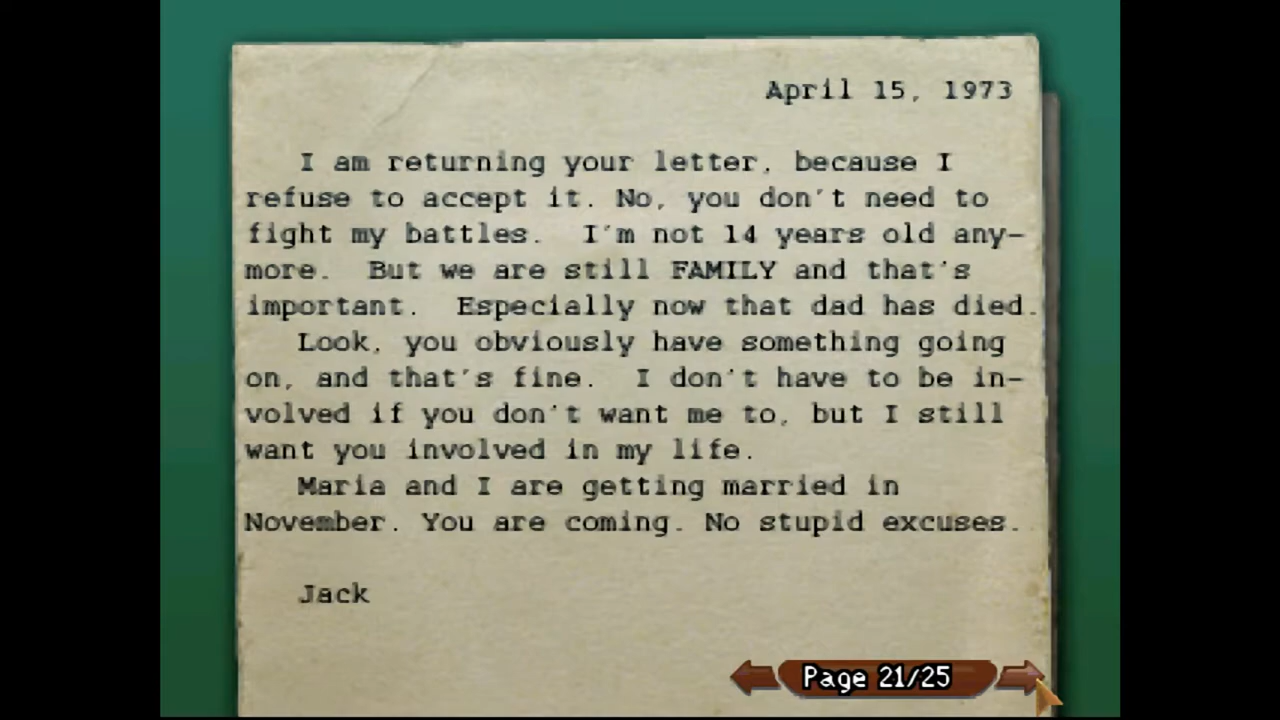 April 15, 1973
I am returning your letter, because I
refuse to accept it. No, you don't need to
fight my battles. I'm not 14 years old any-
more. But we are still FAMILY and that's
important. Especially now that dad has died.
Look, you obviously have something going
on, and that's fine. I don't have to be in-
volved if you don't want me to, but I still
want you involved in my life.
Maria and I are getting married in
November. You are coming. No stupid excuses.
Jack
Page 21/25